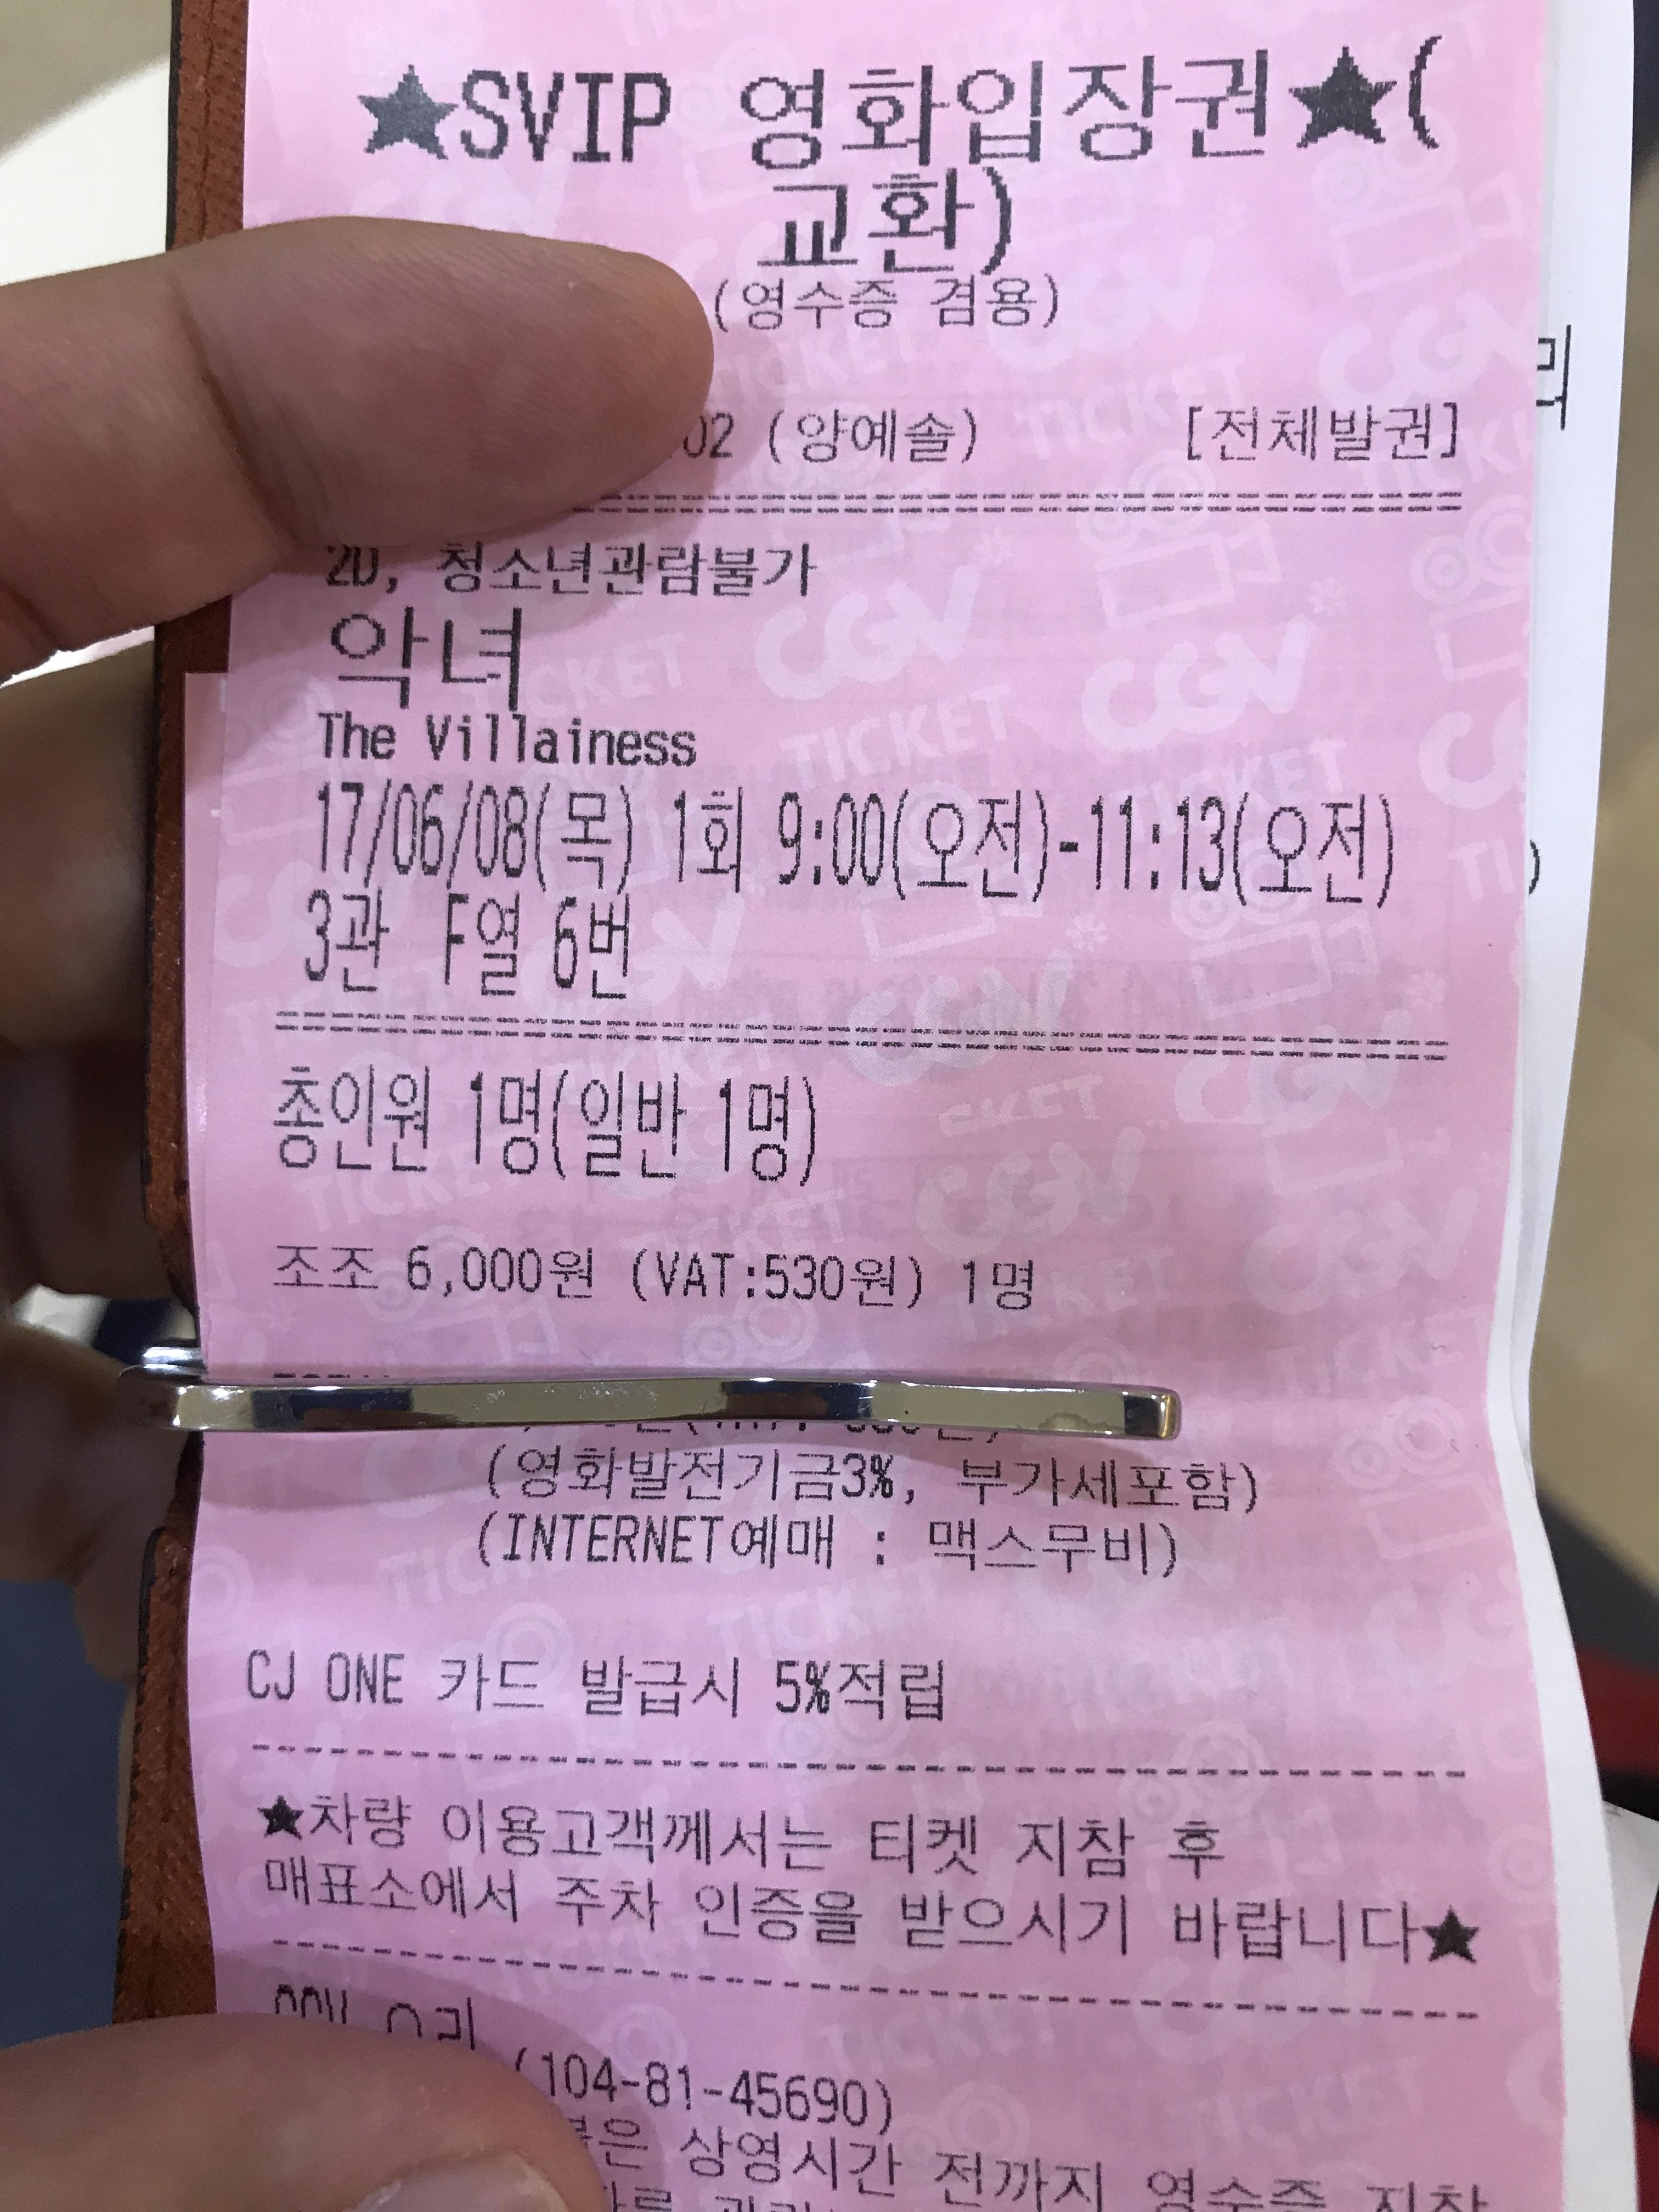 ★SVIP 영화입장권★(
교환)
(영수증 겸용)
02 (양예솔) [전체발권]
2D, 청소년관람불가
악녀
The Villainess
17/06/08(목) 1회 9:00(오전)-11:13(오전)
3관 F열 6번
총인원 1명(일반 1명)
조조 6,000원 (VAT:530원) 1명
(영화발전기금3%, 부가세포함)
(INTERNET예매 : 맥스무비)
CJ ONE 카드 발급시 5%적립
★차량 이용고객께서는 티켓 지참 후
매표소에서 주차 인증을 받으시기 바랍니다★
(104-81-45690)
상영시간 전까지 영수증 지참